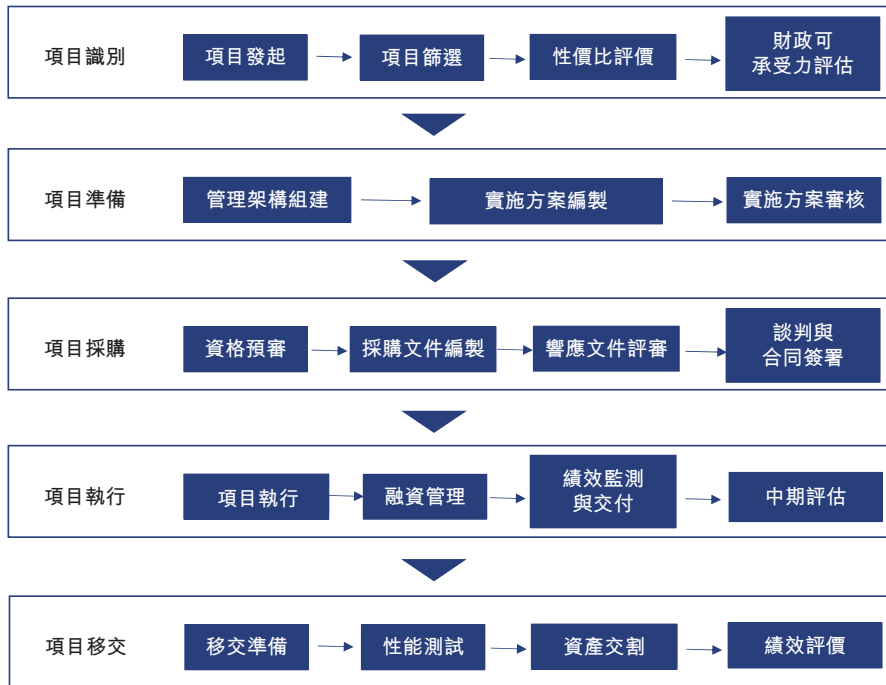 項目識別
項目發起
項目篩選
性價比評價
財政可
承受力評估
項目準備
管理架構組建
實施方案編製
實施方案審核
項目採購
資格預審
採購文件編製
響應文件評審
談判與
合同簽署
項目執行
項目執行
融資管理
績效監測
與交付
中期評估
項目移交
移交準備
性能測試
資產交割
績效評價